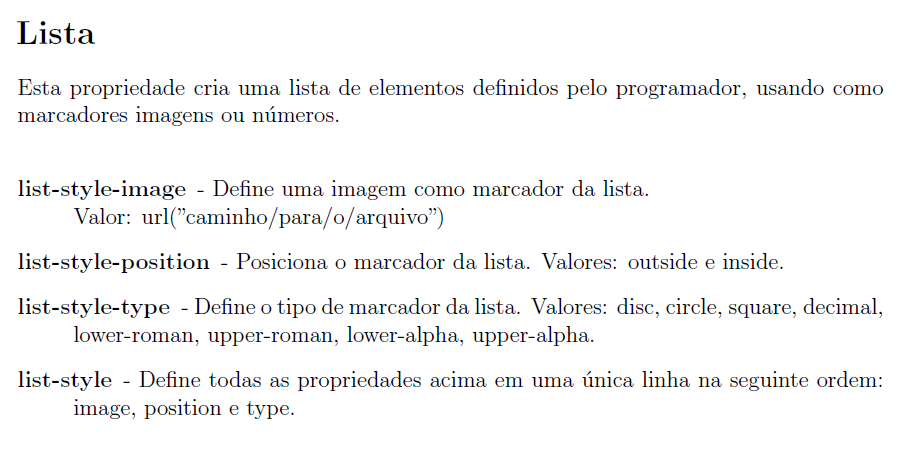 Lista
Esta propriedade cria uma lista de elementos definidos pelo programador, usando como
marcadores imagens ou números.
list-style-image - Define uma imagem como marcador da lista.
Valor: url(”caminho/para/o/arquivo”)
list-style-position - Posiciona o marcador da lista. Valores: outside e inside.
list-style-type - Define o tipo de marcador da lista. Valores: disc, circle, square, decimal,
lower-roman, upper-roman, lower-alpha, upper-alpha.
list-style - Define todas as propriedades acima em uma única linha na seguinte ordem:
image, position e type.